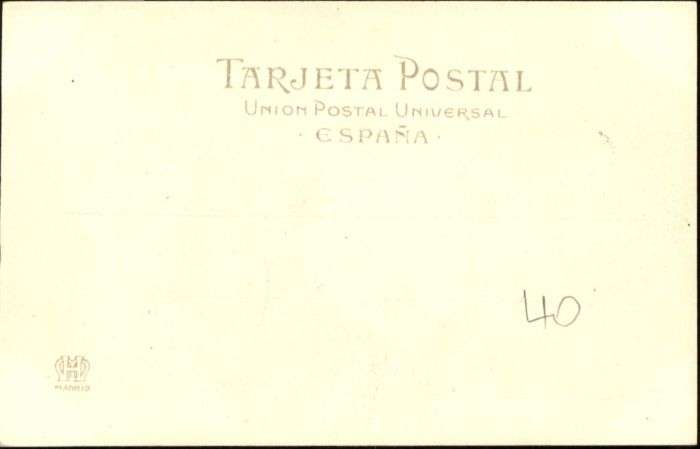 TARJETA POSTAL
UNION POSTAL UNIVERSAL
· ESPAÑA ·
40
MADRID